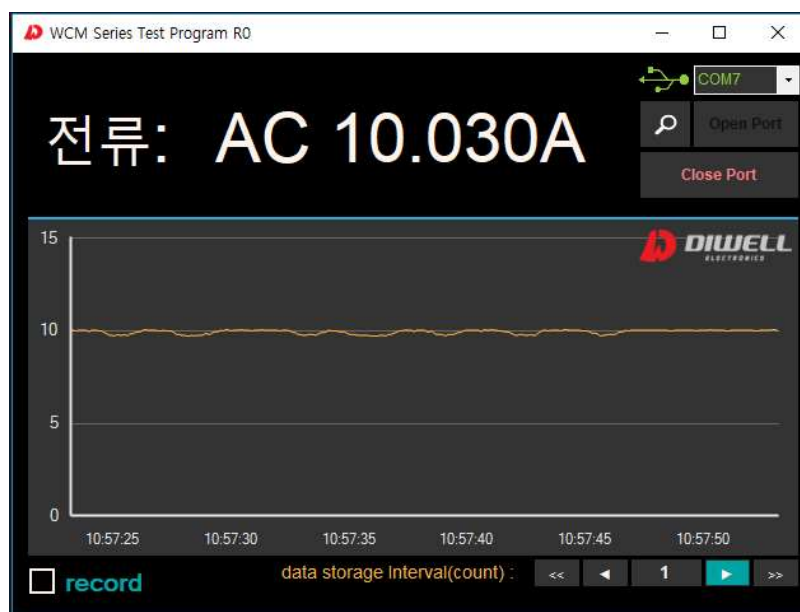 WCM Series Test Program R0
COM7
전류: AC 10.030A
Open Port
Close Port
DIWELL
ELECTRONICS
15
10
5
0
10:57:25 10:57:30 10:57:35 10:57:40 10:57:45 10:57:50
record
data storage Interval(count) : << 1 >>